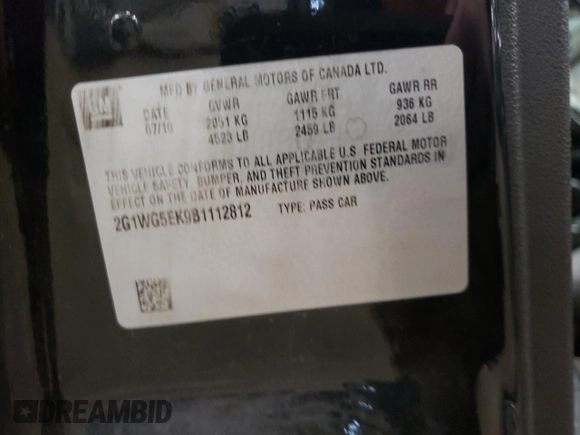 MFD BY GENERAL MOTORS OF CANADA LTD.
GM
DATE GVWR GAWR FRT GAWR RR
07/10 2051 KG 1115 KG 936 KG
4523 LB 2459 LB 2064 LB
THIS VEHICLE CONFORMS TO ALL APPLICABLE U.S. FEDERAL MOTOR
VEHICLE SAFETY, BUMPER, AND THEFT PREVENTION STANDARDS IN
EFFECT ON THE DATE OF MANUFACTURE SHOWN ABOVE.
2G1WG5EK9B1112812 TYPE: PASS CAR
DREAMBID